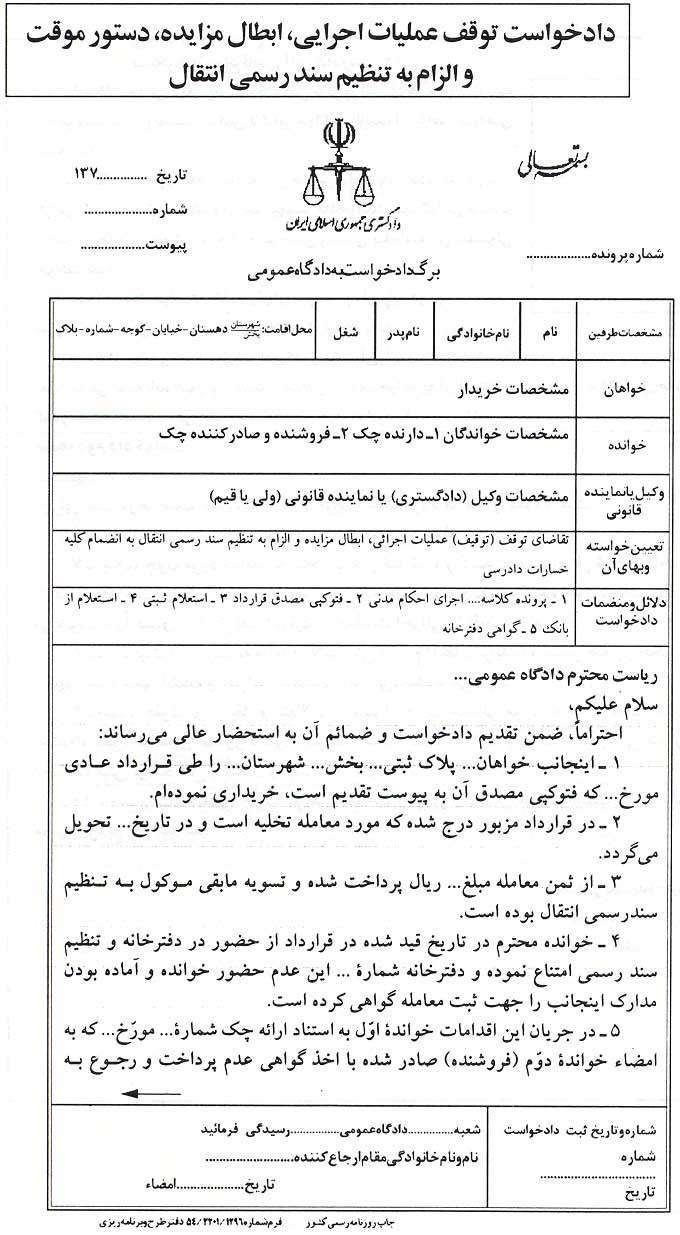 دادخواست توقف عملیات اجرایی، ابطال مزایده، دستور موقت
و الزام به تنظیم سند رسمی انتقال
بسمه تعالی
تاریخ ..............۱۳۷
شماره....................
پیوست...................
دادگستری جمهوری اسلامی ایران
شماره پرونده...................
برگ دادخواست به دادگاه عمومی
مشخصات طرفین
نام
نام خانوادگی
نام پدر
شغل
محل اقامت: شهرستان بخش دهستان-خیابان-کوچه-شماره-بلاک
خواهان
مشخصات خریدار
خوانده
مشخصات خواندگان ۱ـ دارنده چک ۲ـ فروشنده و صادر کننده چک
وکیل یا نماینده قانونی
مشخصات وکیل (دادگستری) یا نماینده قانونی (ولی یا قیم)
تعیین خواسته وبهای آن
تقاضای توقف (توقیف) عملیات اجرائی، ابطال مزایده و الزام به تنظیم سند رسمی انتقال به انضمام کلیه
خسارات دادرسی
دلائل و منضمات دادخواست
۱ ـ پرونده کلاسه.... اجرای احکام مدنی ۲ ـ فتوکپی مصدق قرارداد ۳ ـ استعلام ثبتی ۴ ـ استعلام از
بانک ۵ ـ گواهی دفترخانه
ریاست محترم دادگاه عمومی...
سلام علیکم،
احتراماً، ضمن تقدیم دادخواست و ضمائم آن به استحضار عالی می‌رساند:
۱ ـ اینجانب خواهان... پلاک ثبتی... بخش... شهرستان... را طی قرارداد عادی
مورخ... که فتوکپی مصدق آن به پیوست تقدیم است، خریداری نموده‌ام.
۲ ـ در قرارداد مزبور درج شده که مورد معامله تخلیه است و در تاریخ... تحویل
می‌گردد.
۳ ـ از ثمن معامله مبلغ... ریال پرداخت شده و تسویه مابقی موکول به تنظیم
سندرسمی انتقال بوده است.
۴ ـ خوانده محترم در تاریخ قید شده در قرارداد از حضور در دفترخانه و تنظیم
سند رسمی امتناع نموده و دفترخانه شمارهٔ ... این عدم حضور خوانده و آماده بودن
مدارک اینجانب را جهت ثبت معامله گواهی کرده است.
۵ ـ در جریان این اقدامات خواندهٔ اوّل به استناد ارائه چک شمارهٔ... مورّخ... که به
امضاء خواندهٔ دوّم (فروشنده) صادر شده با اخذ گواهی عدم پرداخت و رجوع به
شماره و تاریخ ثبت دادخواست
شماره
......................
تاریخ
شعبه...............دادگاه عمومی................رسیدگی فرمائید
نام و نام خانوادگی مقام ارجاع کننده......................
تاریخ.....................امضاء
چاپ روزنامه رسمی کشور فرم شماره ۵۴/۳۲۰۱/۱۲۹۶ دفتر طرح و برنامه ریزی